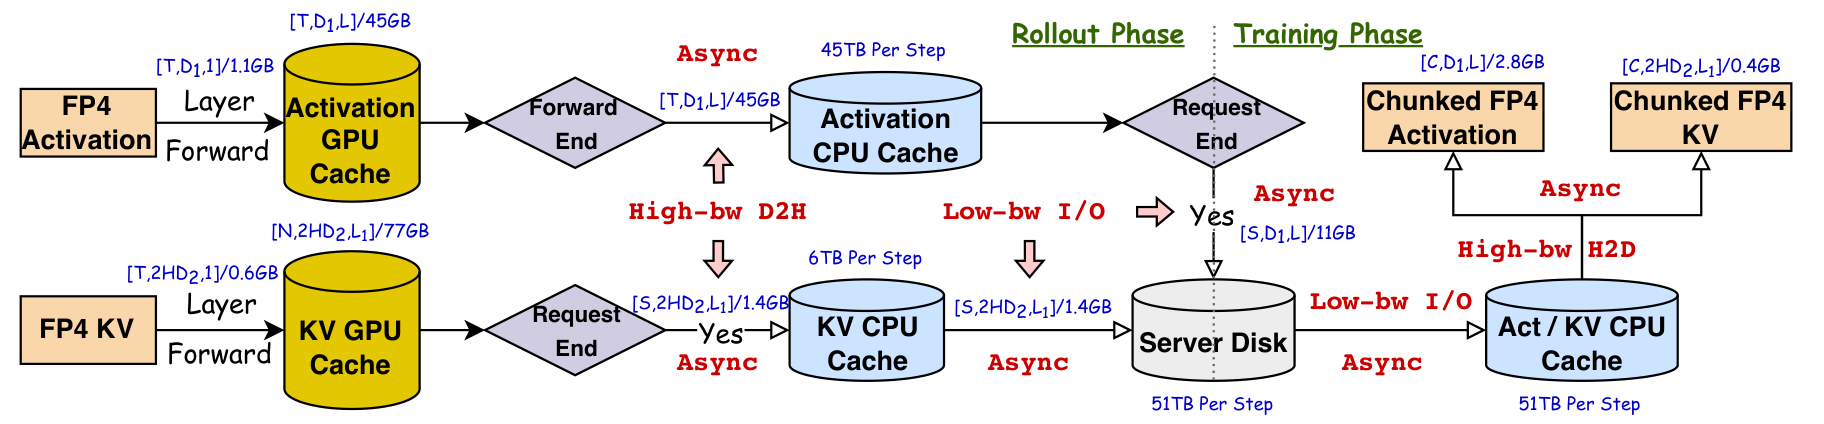 [T,D1,L]/45GB
Rollout Phase
Training Phase
Async
45TB Per Step
[T,D1,1]/1.1GB
[C,D1,L]/2.8GB
[C,2HD2,L1]/0.4GB
FP4
Activation
Layer
Forward
Activation
GPU
Cache
Forward
End
[T,D1,L]/45GB
Activation
CPU Cache
Request
End
Chunked FP4
Activation
Chunked FP4
KV
High-bw D2H
Low-bw I/O
Yes
Async
[S,D1,L]/11GB
Async
High-bw H2D
[N,2HD2,L1]/77GB
[T,2HD2,1]/0.6GB
6TB Per Step
FP4 KV
Layer
Forward
KV GPU
Cache
Request
End
[S,2HD2,L1]/1.4GB
Yes
Async
KV CPU
Cache
[S,2HD2,L1]/1.4GB
Async
Server Disk
Low-bw I/O
Async
Act / KV CPU
Cache
51TB Per Step
51TB Per Step